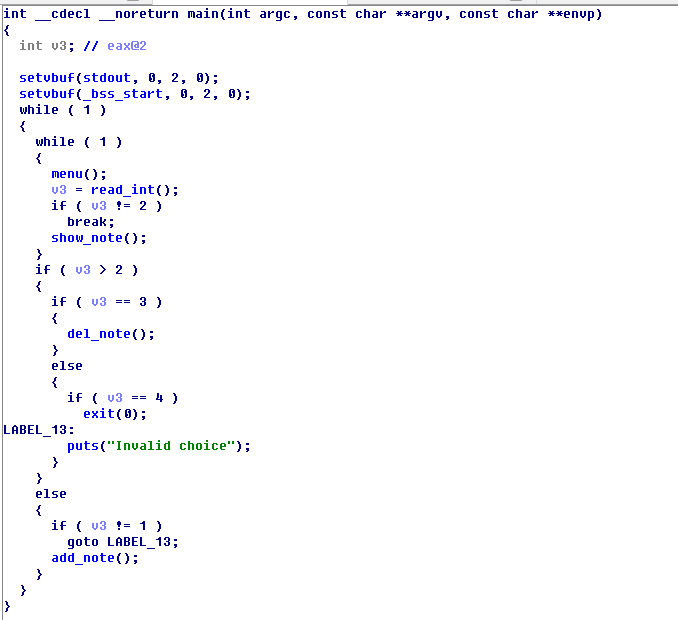 int __cdecl __noreturn main(int argc, const char **argv, const char **envp)
{
  int v3; // eax@2

  setvbuf(stdout, 0, 2, 0);
  setvbuf(_bss_start, 0, 2, 0);
  while ( 1 )
  {
    while ( 1 )
    {
      menu();
      v3 = read_int();
      if ( v3 != 2 )
        break;
      show_note();
    }
    if ( v3 > 2 )
    {
      if ( v3 == 3 )
      {
        del_note();
      }
      else
      {
        if ( v3 == 4 )
          exit(0);
LABEL_13:
        puts("Invalid choice");
      }
    }
    else
    {
      if ( v3 != 1 )
        goto LABEL_13;
      add_note();
    }
  }
}